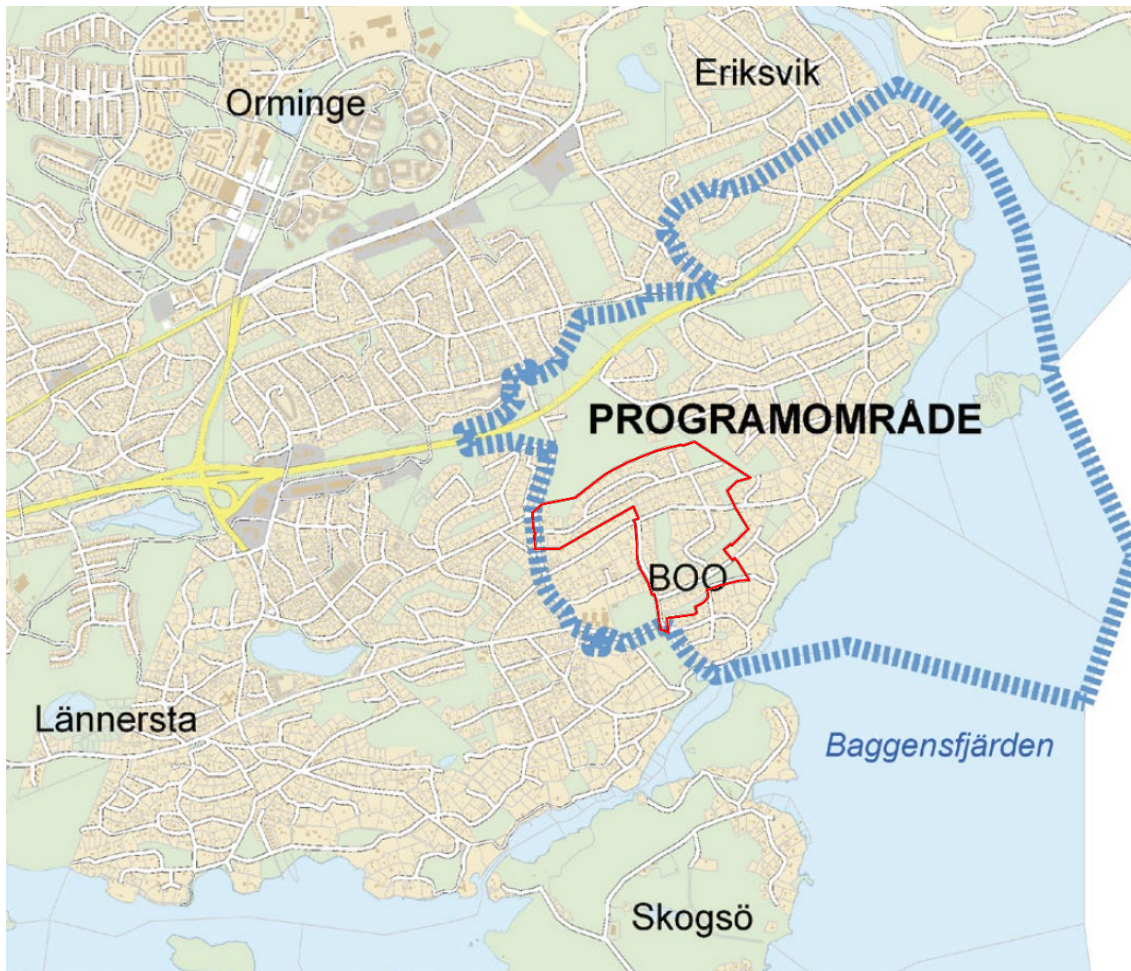 Eriksvik
Orminge
PROGRAMOMRÅDE
BOO
Lännersta
Baggensfjärden
Skogsö